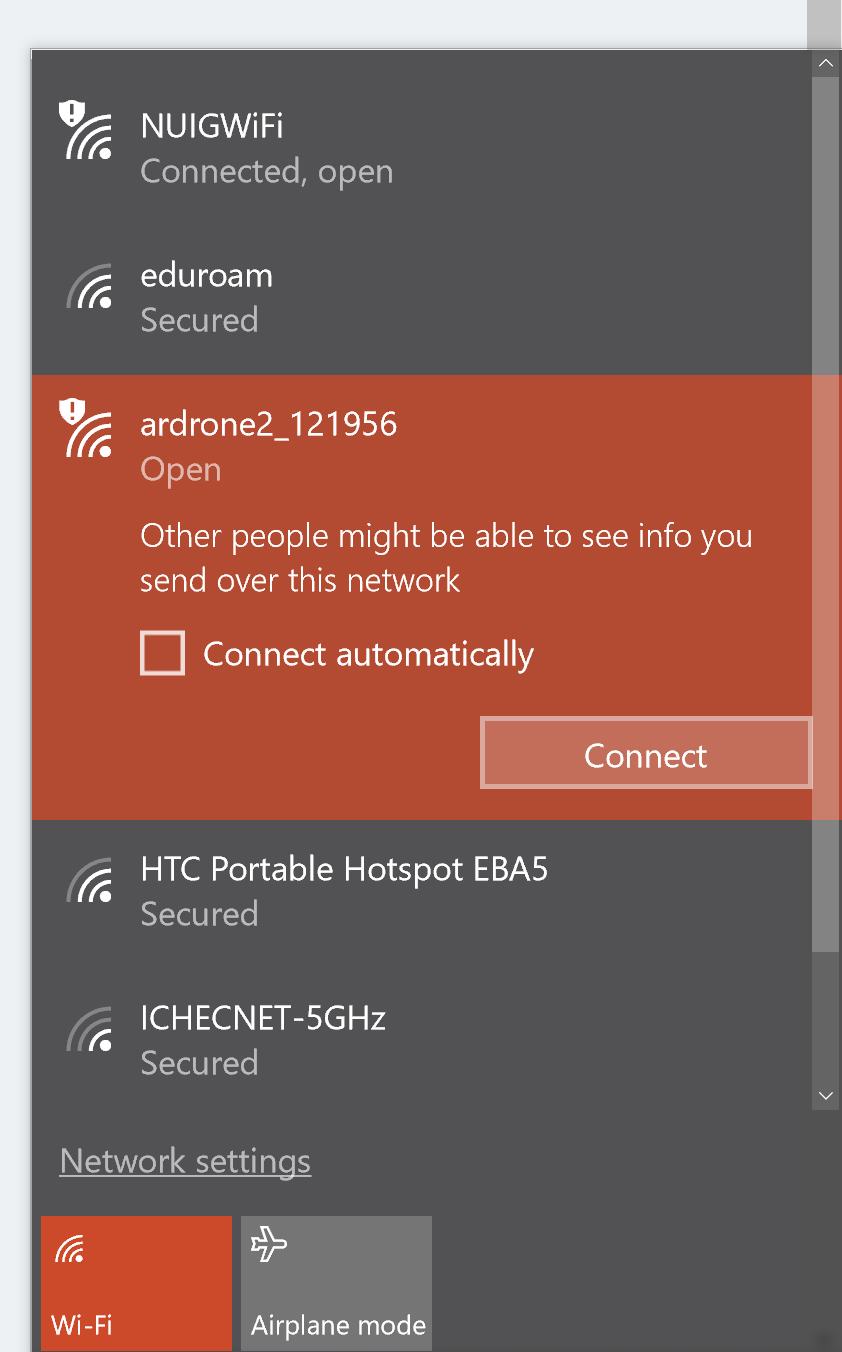 NUIGWiFi
Connected, open
eduroam
Secured
ardrone2_121956
Open
Other people might be able to see info you
send over this network
Connect automatically
Connect
HTC Portable Hotspot EBA5
Secured
ICHECNET-5GHz
Secured
Network settings
Wi-Fi
Airplane mode